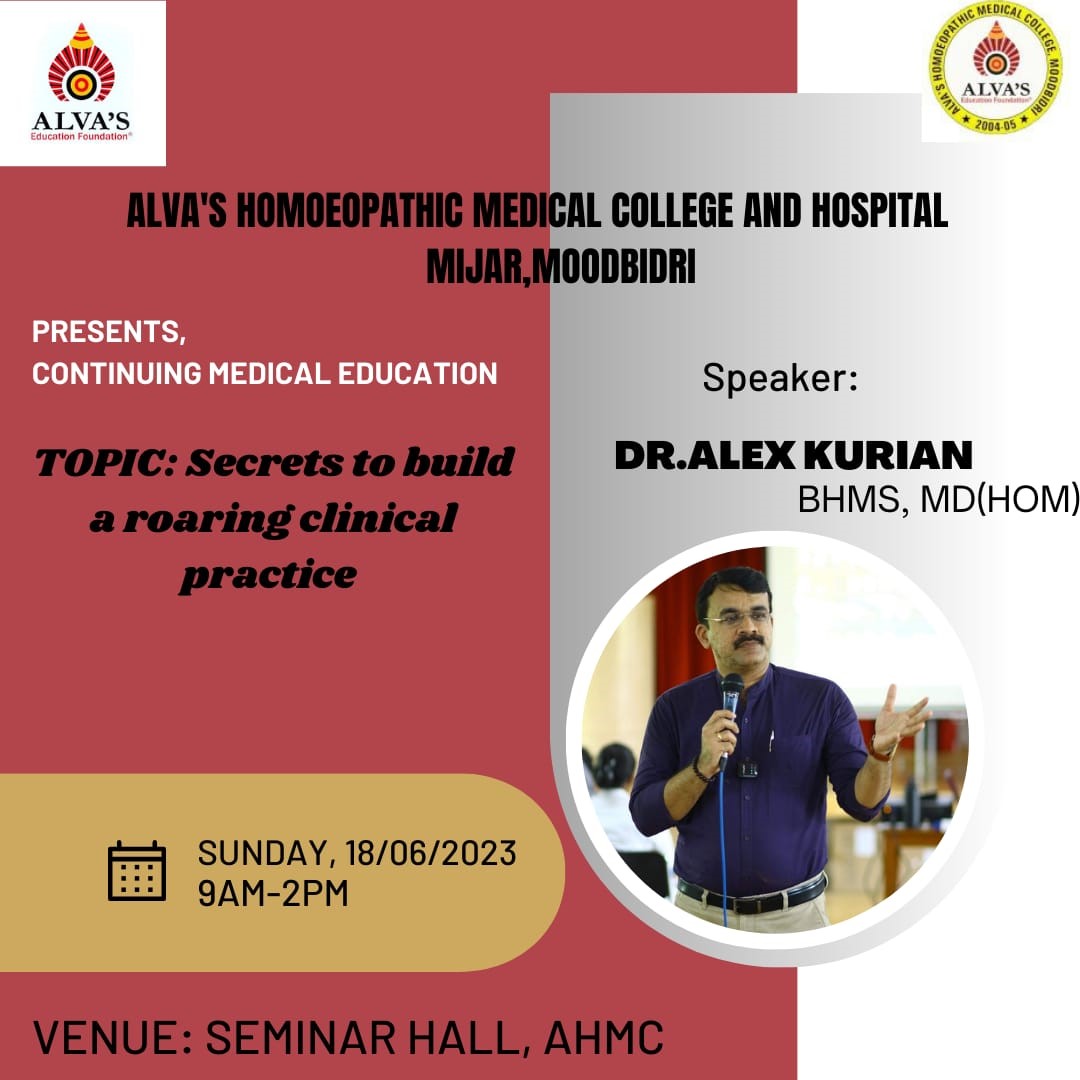 ALVA'S
Education Foundation®
ALVA'S HOMOEOPATHIC MEDICAL COLLEGE, MOODBIDRI
ALVA'S
Education Foundation®
★ 2004-05 ★
ALVA'S HOMOEOPATHIC MEDICAL COLLEGE AND HOSPITAL
MIJAR,MOODBIDRI
PRESENTS,
CONTINUING MEDICAL EDUCATION
TOPIC: Secrets to build
a roaring clinical
practice
Speaker:
DR.ALEX KURIAN
BHMS, MD(HOM)
SUNDAY, 18/06/2023
9AM-2PM
VENUE: SEMINAR HALL, AHMC